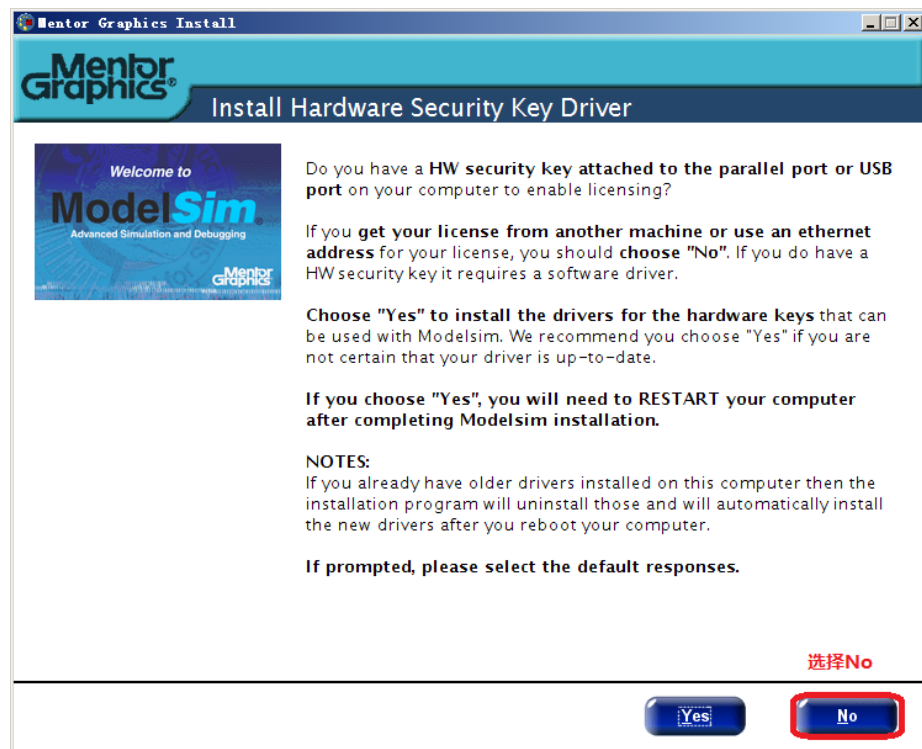 Mentor Graphics Install
Mentor
Graphics®
Install Hardware Security Key Driver
Welcome to
ModelSim
Advanced Simulation and Debugging
Mentor
Graphics
Do you have a HW security key attached to the parallel port or USB
port on your computer to enable licensing?
If you get your license from another machine or use an ethernet
address for your license, you should choose "No". If you do have a
HW security key it requires a software driver.
Choose "Yes" to install the drivers for the hardware keys that can
be used with Modelsim. We recommend you choose "Yes" if you are
not certain that your driver is up-to-date.
If you choose "Yes", you will need to RESTART your computer
after completing Modelsim installation.
NOTES:
If you already have older drivers installed on this computer then the
installation program will uninstall those and will automatically install
the new drivers after you reboot your computer.
If prompted, please select the default responses.
选择No
Yes
No